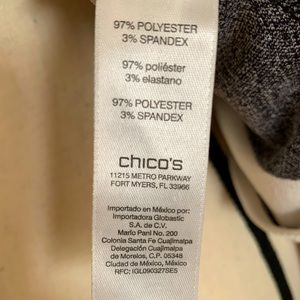 97% POLYESTER
3% SPANDEX
97% poliéster
3% elastano
97% POLYESTER
3% SPANDEX
chico's
11215 METRO PARKWAY
FORT MYERS, FL 33966
Importado en México por:
Importadora Globastic
S.A. de C.V.
Mario Pani No. 200
Colonia Santa Fe Cuajimalpa
Delegación Cuajimalpa
de Morelos, C.P. 05348
Ciudad de México, México
RFC: IGL090327SE5